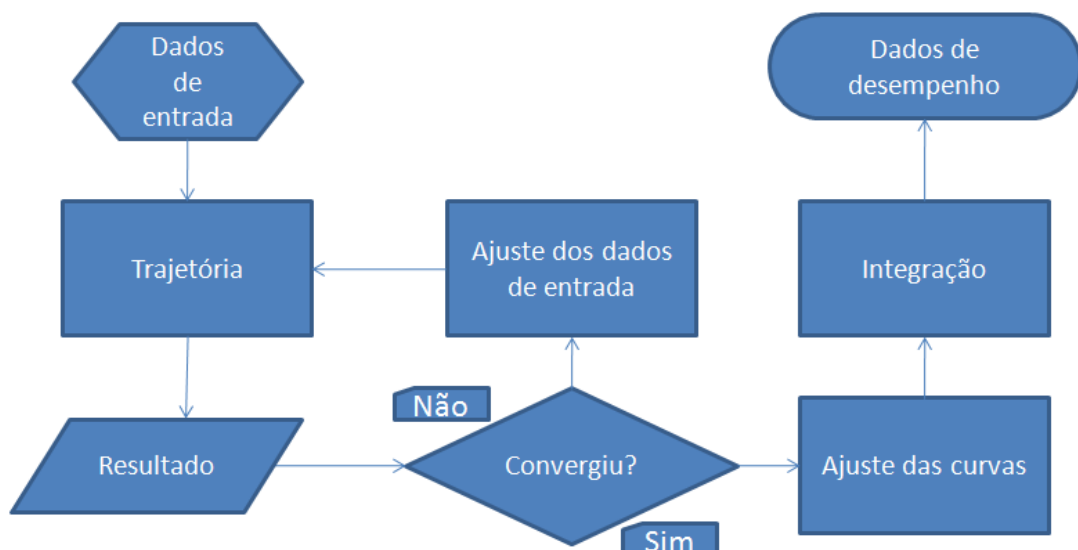 Dados
de
entrada
Dados de
desempenho
Trajetória
Ajuste dos dados
de entrada
Integração
Não
Resultado
Convergiu?
Ajuste das curvas
Sim